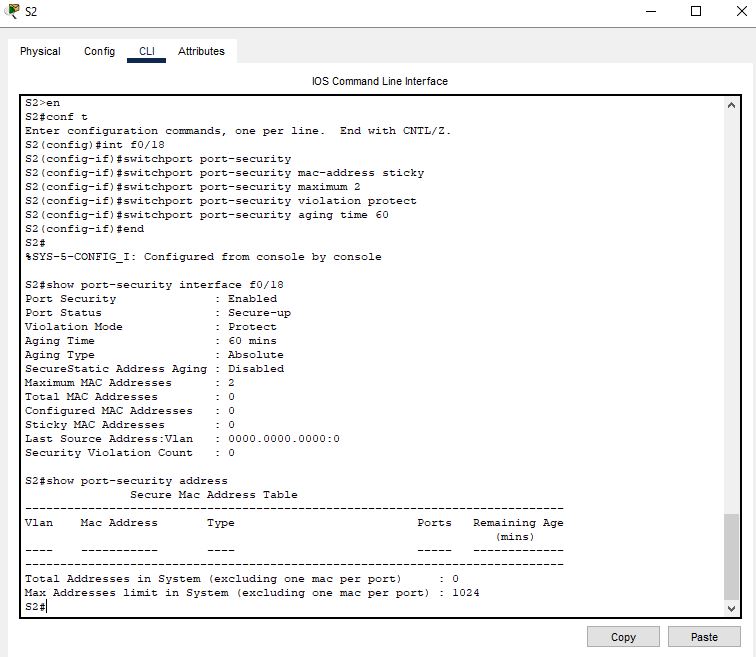 S2
Physical Config CLI Attributes
IOS Command Line Interface
S2>en
S2#conf t
Enter configuration commands, one per line.  End with CNTL/Z.
S2(config)#int f0/18
S2(config-if)#switchport port-security
S2(config-if)#switchport port-security mac-address sticky
S2(config-if)#switchport port-security maximum 2
S2(config-if)#switchport port-security violation protect
S2(config-if)#switchport port-security aging time 60
S2(config-if)#end
S2#
%SYS-5-CONFIG_I: Configured from console by console
S2#show port-security interface f0/18
Port Security              : Enabled
Port Status                : Secure-up
Violation Mode             : Protect
Aging Time                 : 60 mins
Aging Type                 : Absolute
SecureStatic Address Aging : Disabled
Maximum MAC Addresses      : 2
Total MAC Addresses        : 0
Configured MAC Addresses   : 0
Sticky MAC Addresses       : 0
Last Source Address:Vlan   : 0000.0000.0000:0
Security Violation Count   : 0
S2#show port-security address
               Secure Mac Address Table
-----------------------------------------------------------------------------
Vlan    Mac Address       Type                          Ports   Remaining Age
                                                                   (mins)
----    -----------       ----                          -----   -------------
-----------------------------------------------------------------------------
Total Addresses in System (excluding one mac per port)     : 0
Max Addresses limit in System (excluding one mac per port) : 1024
S2#
Copy Paste